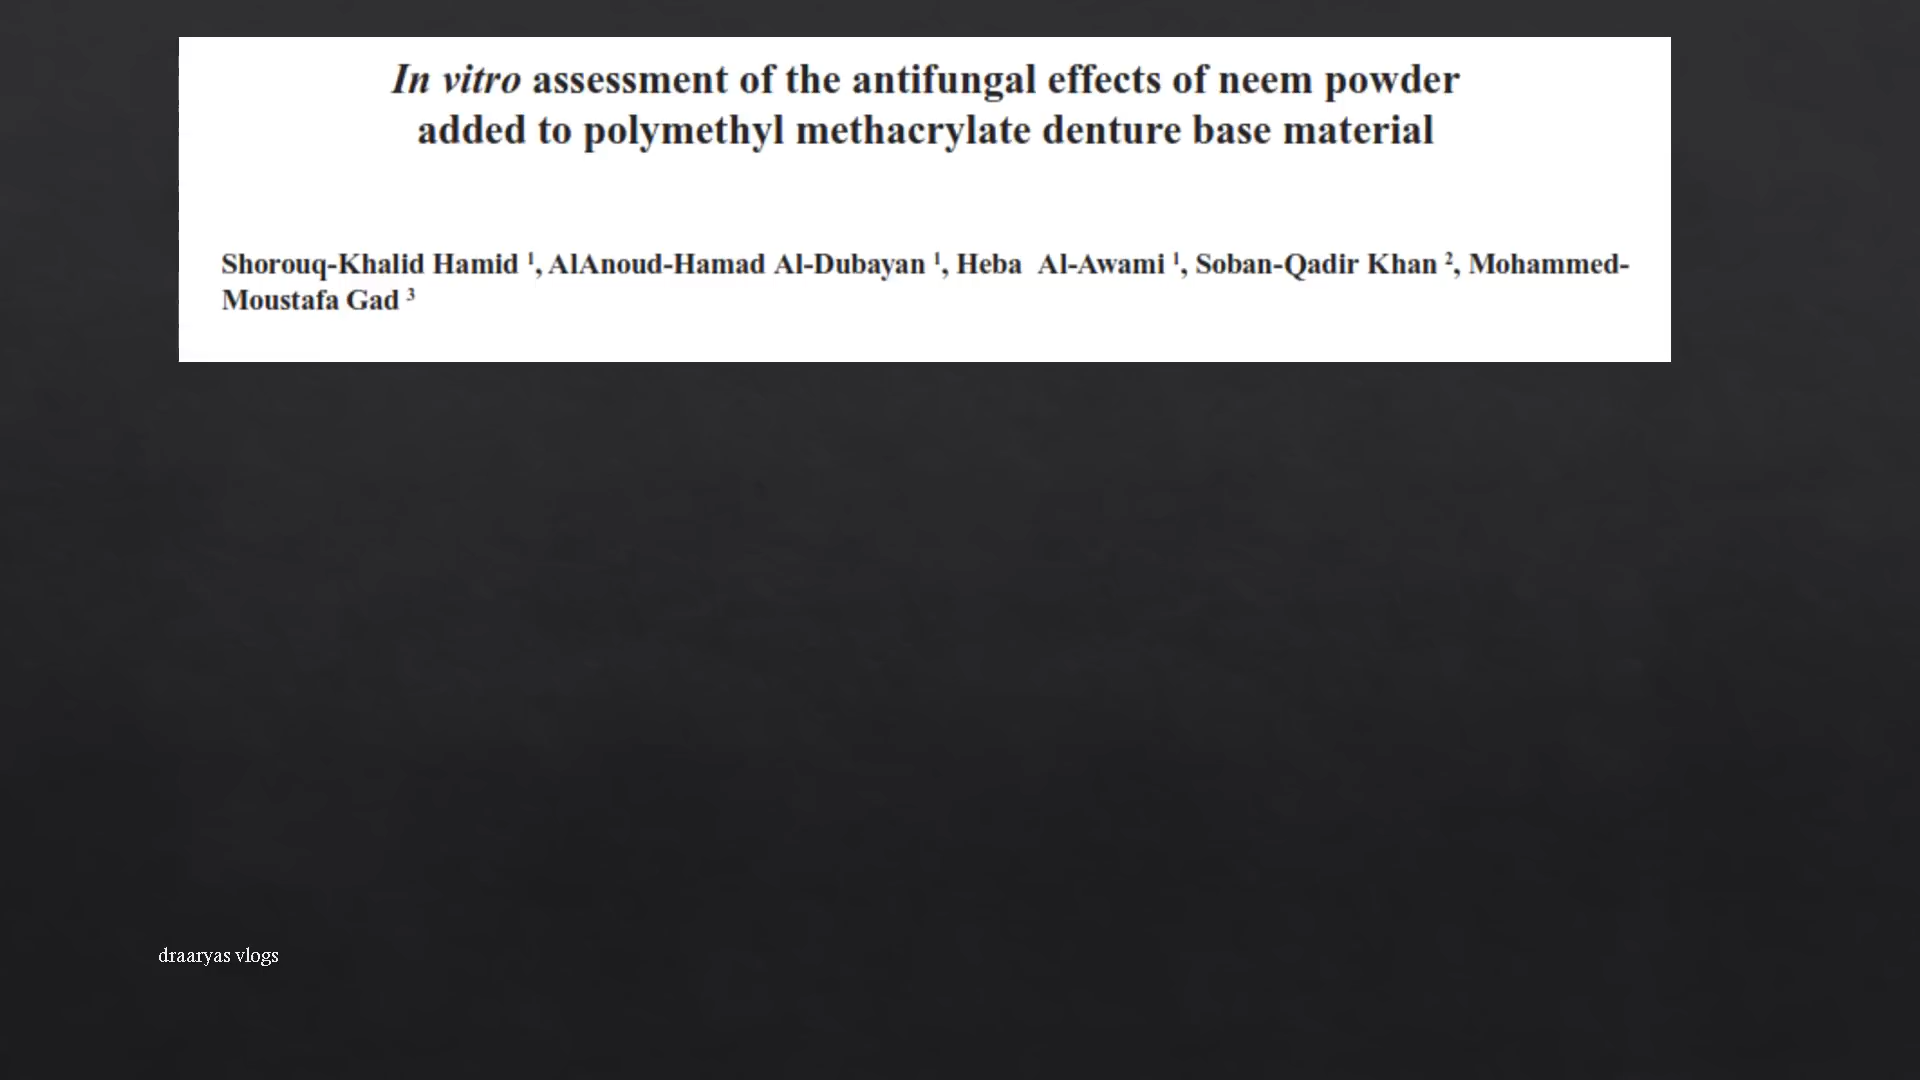 In vitro assessment of the antifungal effects of neem powder
added to polymethyl methacrylate denture base material
Shorouq-Khalid Hamid 1, AlAnoud-Hamad Al-Dubayan 1, Heba Al-Awami 1, Soban-Qadir Khan 2, Mohammed-
Moustafa Gad 3
draaryas vlogs